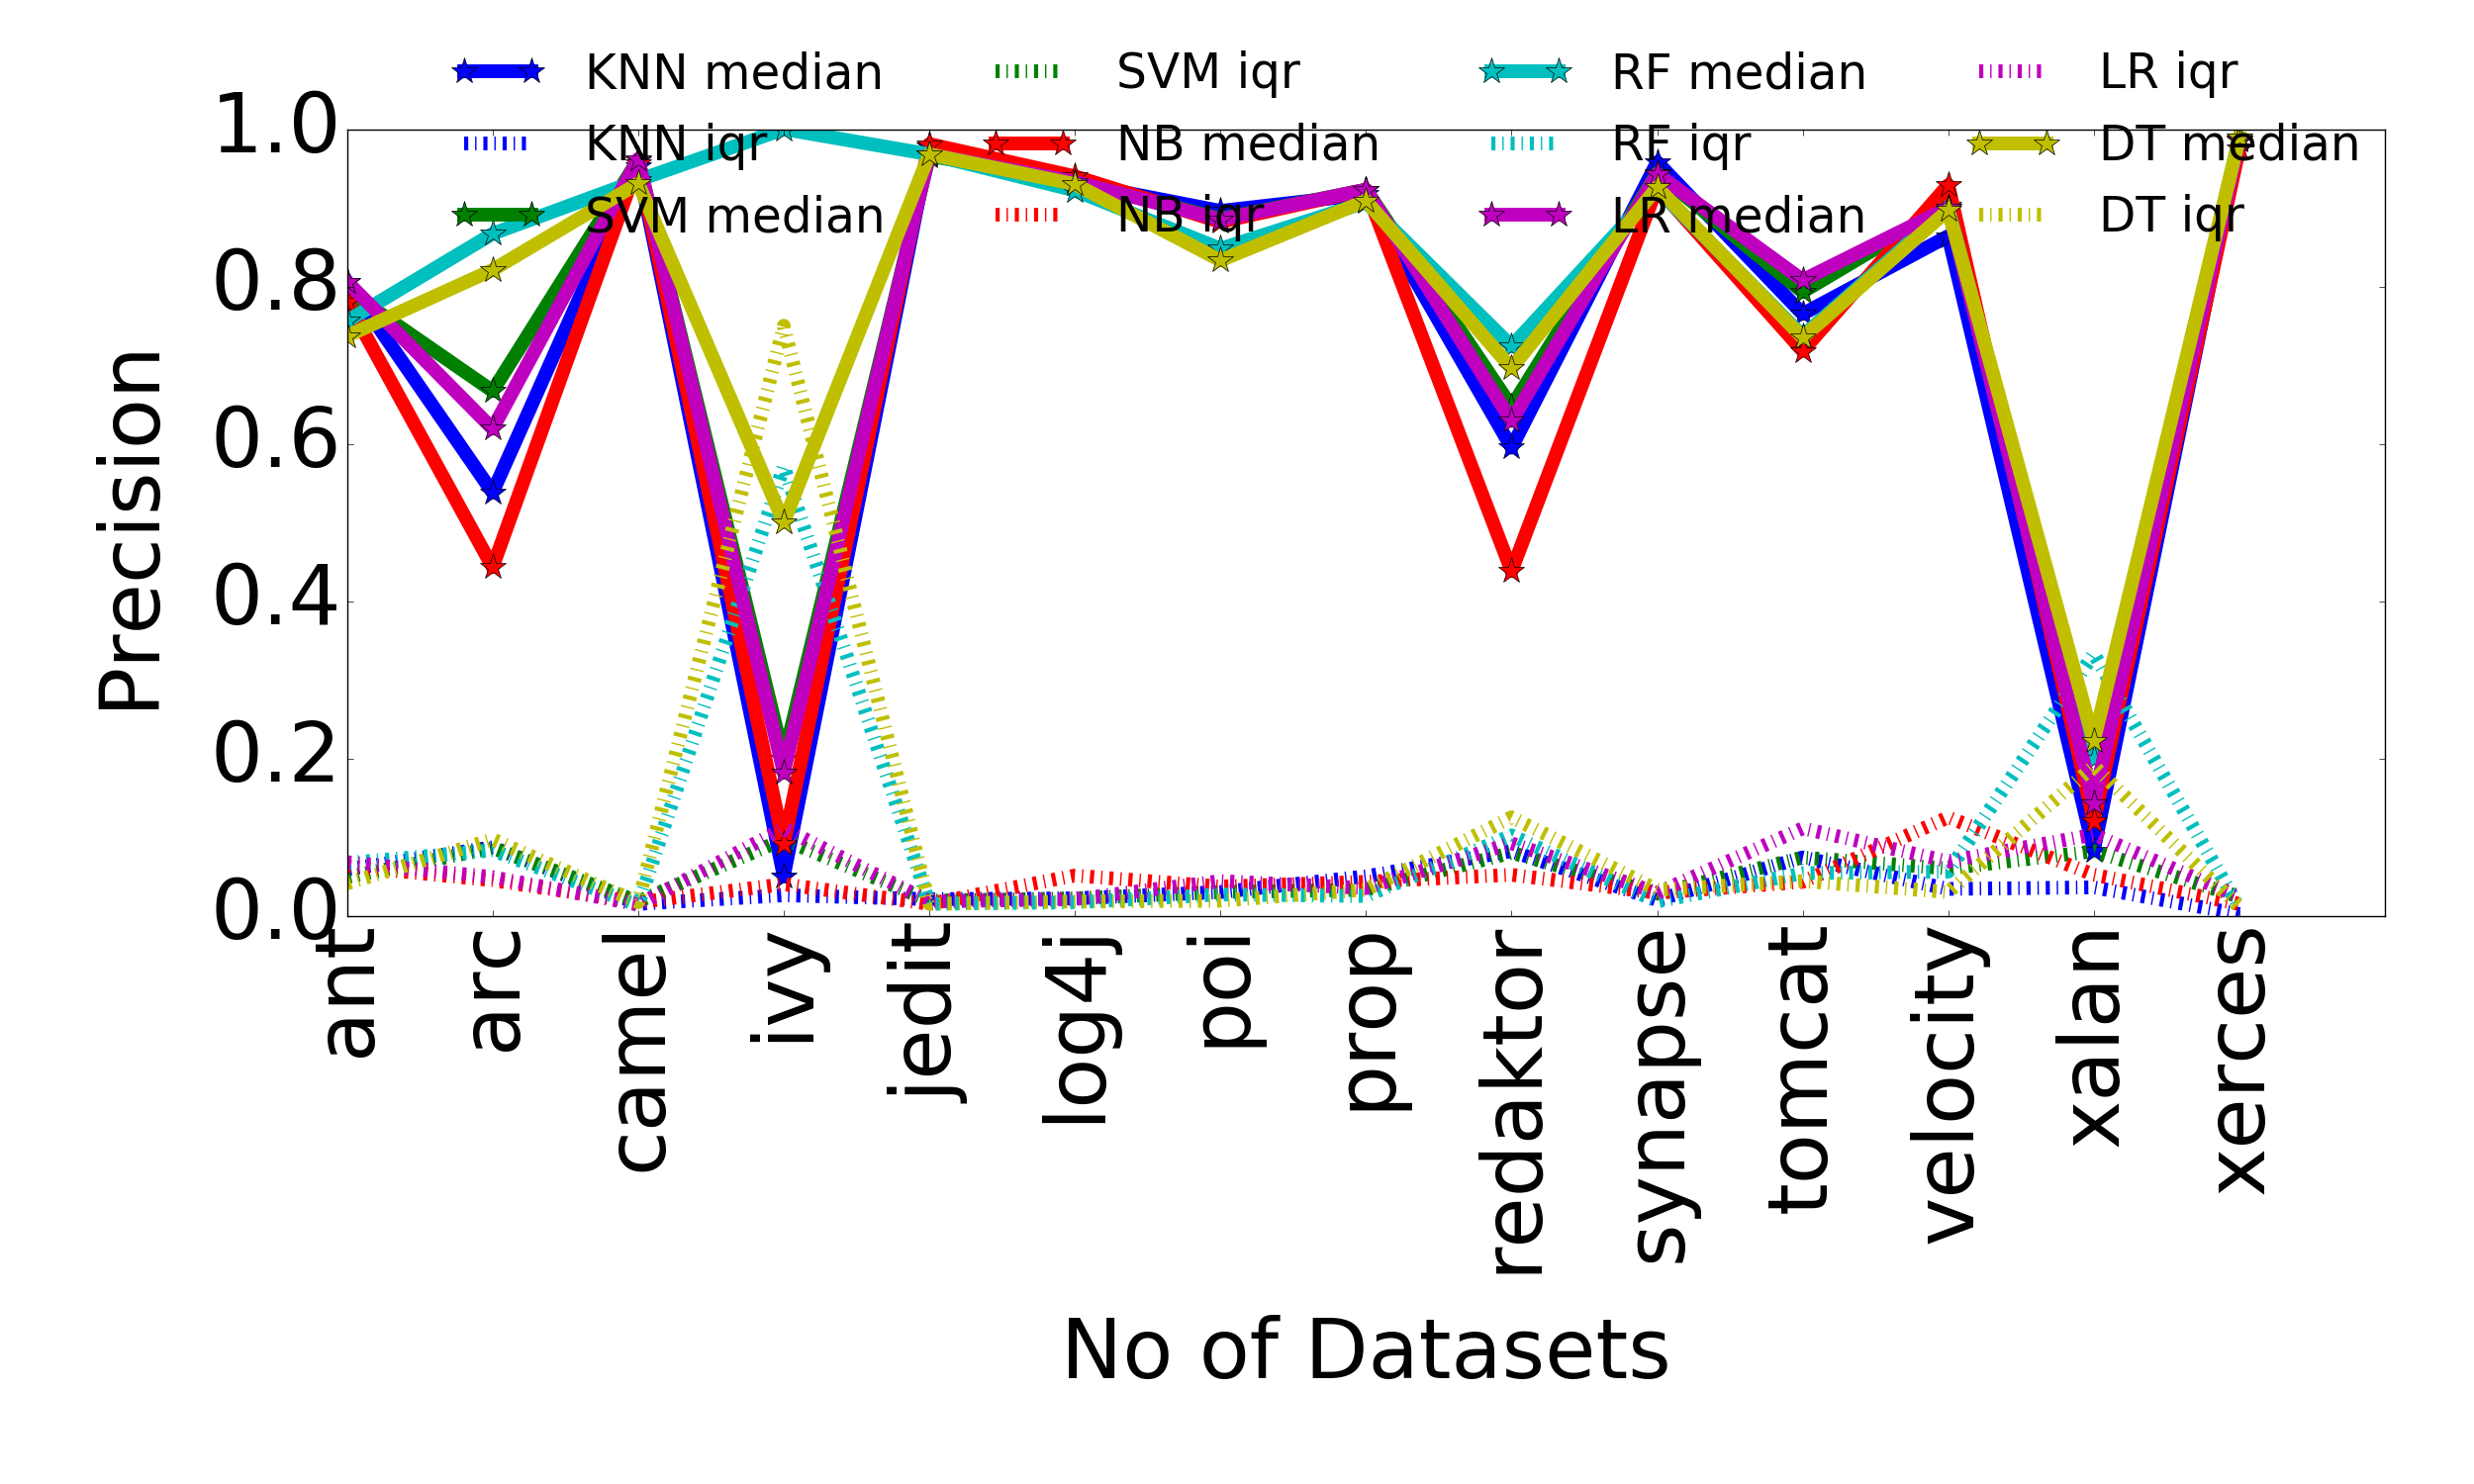 KNN median
SVM iqr
RF median
LR iqr
KNN iqr
NB median
RF iqr
DT median
SVM median
NB iqr
LR median
DT iqr
1.0
0.8
0.6
0.4
0.2
0.0
Precision
ant
arc
camel
ivy
jedit
log4j
poi
prop
redaktor
synapse
tomcat
velocity
xalan
xerces
No of Datasets